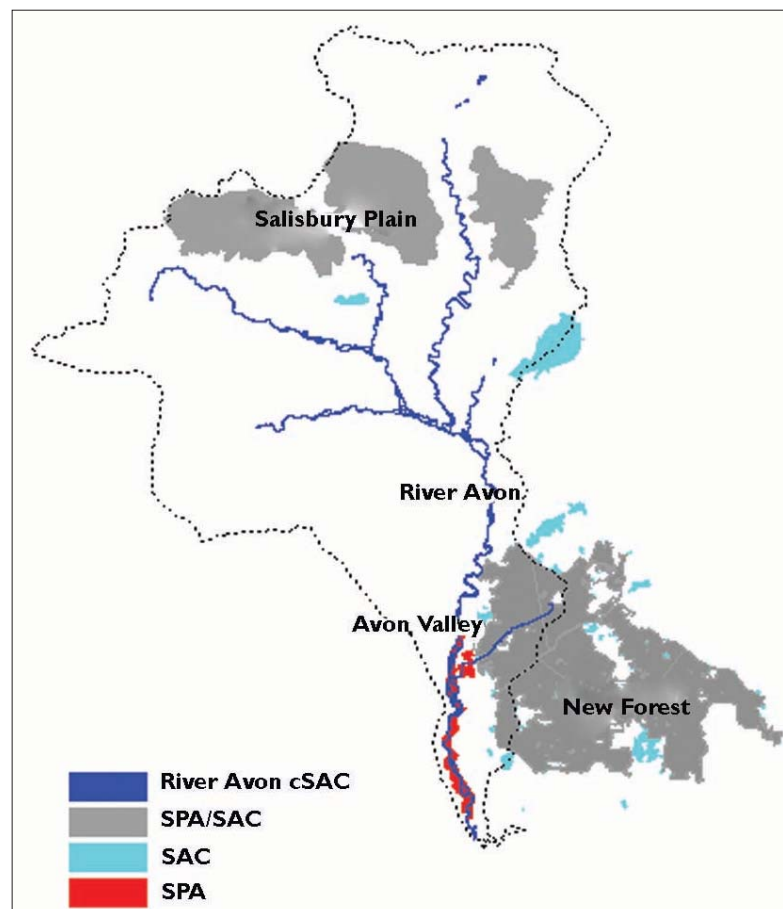 Salisbury Plain
River Avon
Avon Valley
New Forest
River Avon cSAC
SPA/SAC
SAC
SPA